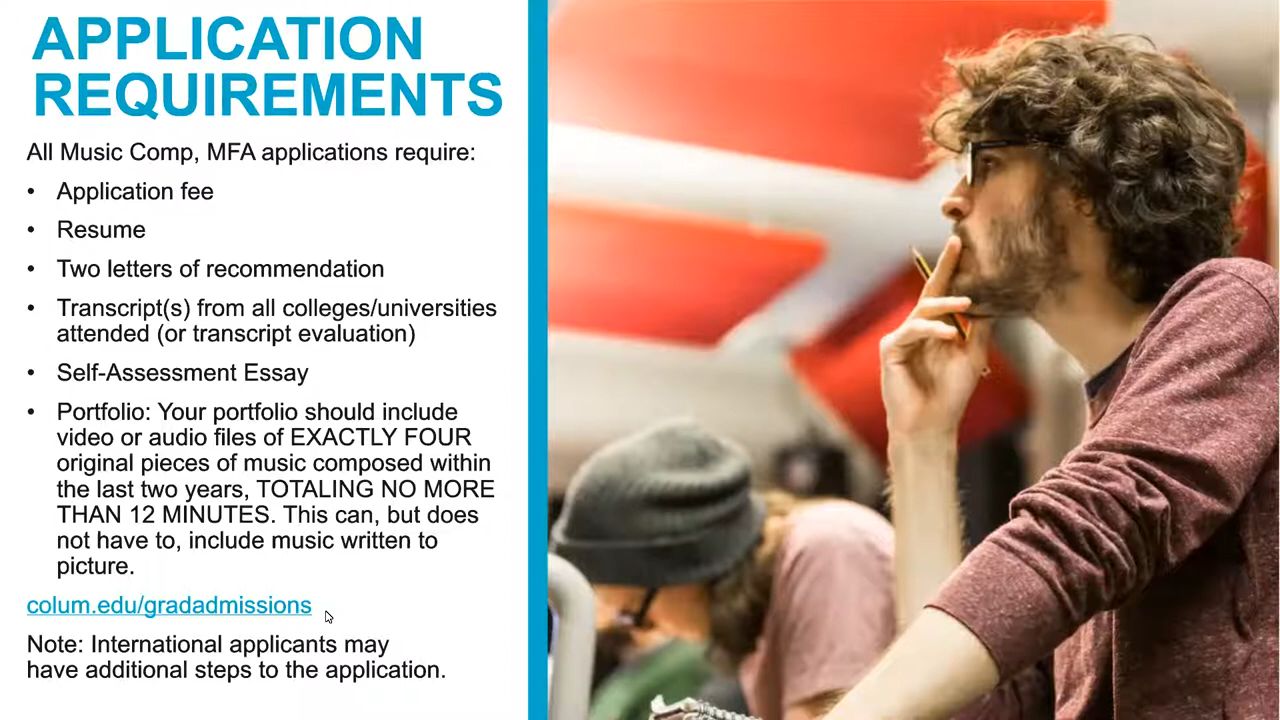 APPLICATION
REQUIREMENTS
All Music Comp, MFA applications require:
• Application fee
• Resume
• Two letters of recommendation
• Transcript(s) from all colleges/universities
attended (or transcript evaluation)
• Self-Assessment Essay
• Portfolio: Your portfolio should include
video or audio files of EXACTLY FOUR
original pieces of music composed within
the last two years, TOTALING NO MORE
THAN 12 MINUTES. This can, but does
not have to, include music written to
picture.
colum.edu/gradadmissions
Note: International applicants may
have additional steps to the application.